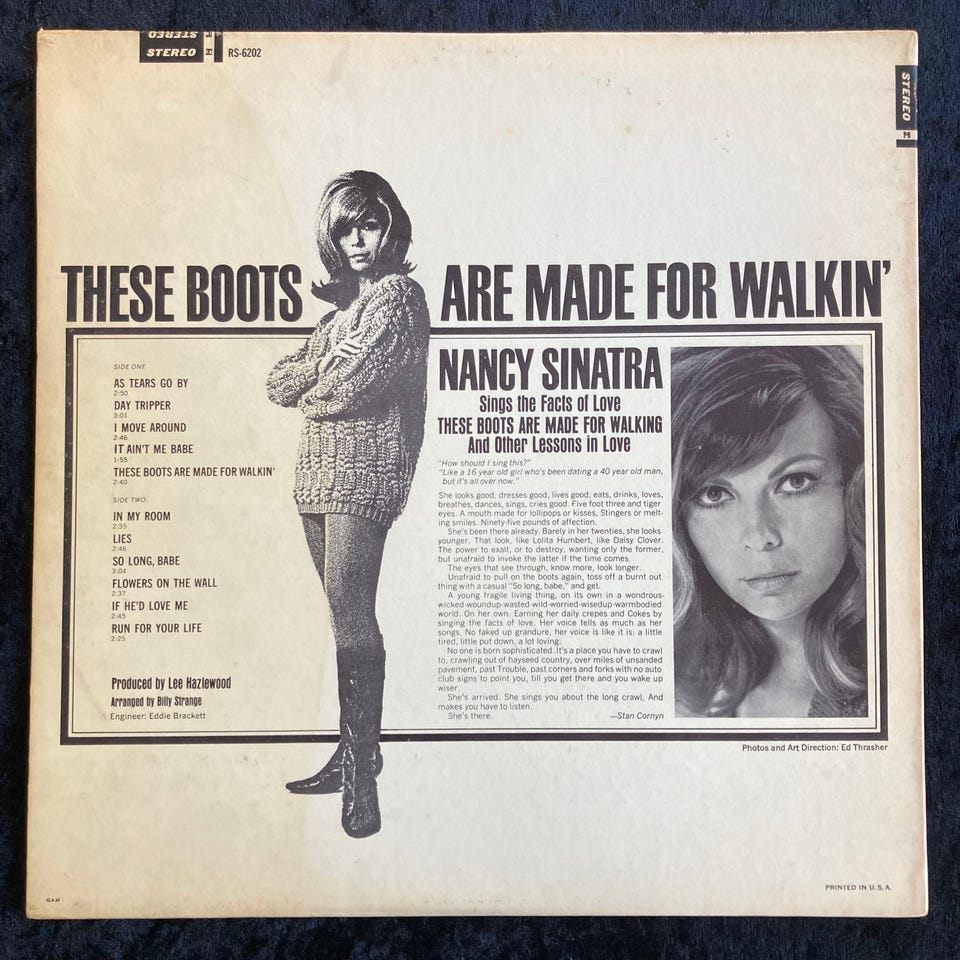 STEREO
STEREO
RS-6202
STEREO
THESE BOOTS ARE MADE FOR WALKIN'
SIDE ONE
AS TEARS GO BY
2:50
DAY TRIPPER
3:01
I MOVE AROUND
2:46
IT AIN'T ME BABE
1:55
THESE BOOTS ARE MADE FOR WALKIN'
2:40
SIDE TWO:
IN MY ROOM
2:35
LIES
2:46
SO LONG, BABE
3:04
FLOWERS ON THE WALL
2:37
IF HE'D LOVE ME
2:45
RUN FOR YOUR LIFE
2:25
Produced by Lee Hazlewood
Arranged by Billy Strange
Engineer: Eddie Brackett
NANCY SINATRA
Sings the Facts of Love
THESE BOOTS ARE MADE FOR WALKING
And Other Lessons in Love
"How should I sing this?"
"Like a 16 year old girl who's been dating a 40 year old man,
but it's all over now."
She looks good, dresses good, lives good, eats, drinks, loves,
breathes, dances, sings, cries good. Five foot three and tiger
eyes. A mouth made for lollipops or kisses, Stingers or melt-
ing smiles. Ninety-five pounds of affection.
She's been there already. Barely in her twenties, she looks
younger. That look, like Lolita Humbert, like Daisy Clover.
The power to exalt, or to destroy, wanting only the former,
but unafraid to invoke the latter if the time comes.
The eyes that see through, know more, look longer.
Unafraid to pull on the boots again, toss off a burnt out
thing with a casual "So long, babe," and get.
A young fragile living thing, on its own in a wondrous-
wicked-woundup-wasted-wild-worried-wisedup-warmbodied
world. On her own. Earning her daily crepes and Cokes by
singing the facts of love. Her voice tells as much as her
songs. No faked up grandure, her voice is like it is: a little
tired, little put down, a lot loving.
No one is born sophisticated. It's a place you have to crawl
to, crawling out of hayseed country, over miles of unsanded
pavement, past Trouble, past corners and forks with no auto
club signs to point you, till you get there and you wake up
wiser.
She's arrived. She sings you about the long crawl, And
makes you have to listen.
She's there. —Stan Cornyn
Photos and Art Direction: Ed Thrasher
PRINTED IN U.S.A.
GAM